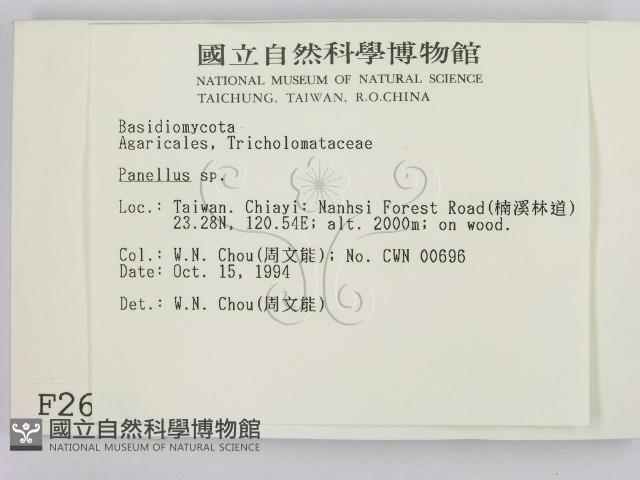 國立自然科學博物館
NATIONAL MUSEUM OF NATURAL SCIENCE
TAICHUNG, TAIWAN, R.O.CHINA
Basidiomycota
Agaricales, Tricholomataceae
Panellus sp.
Loc.: Taiwan. Chiayi: Nanhsi Forest Road(楠溪林道)
23.28N, 120.54E; alt. 2000m; on wood.
Col.: W.N. Chou(周文能); No. CWN 00696
Date: Oct. 15, 1994
Det.: W.N. Chou(周文能)
F26
國立自然科學博物館
NATIONAL MUSEUM OF NATURAL SCIENCE